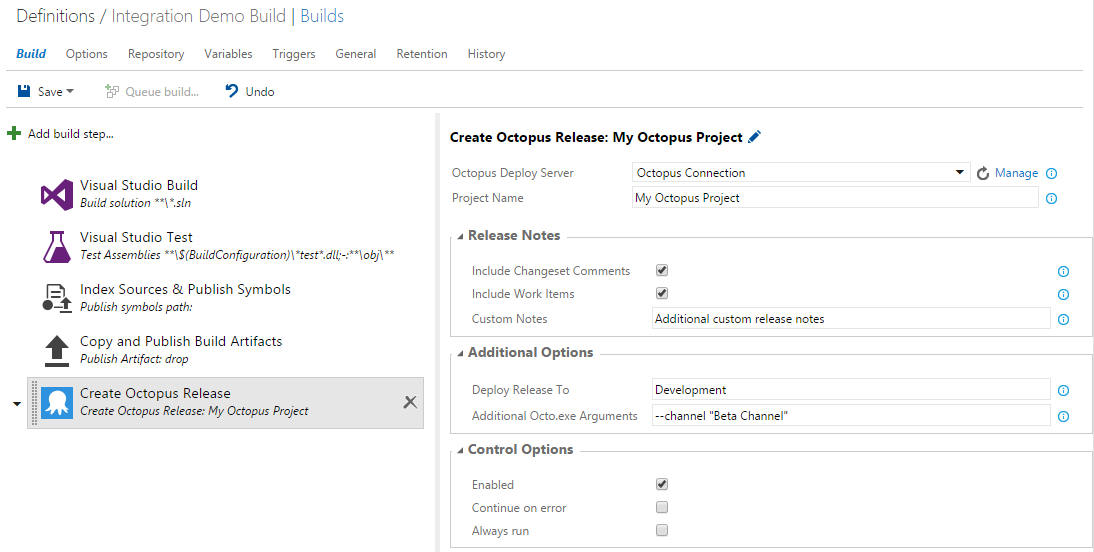 Definitions / Integration Demo Build | Builds
Build Options Repository Variables Triggers General Retention History
Save Queue build... Undo
Add build step...
Visual Studio Build
Build solution **\*.sln
Visual Studio Test
Test Assemblies **\$(BuildConfiguration)\*test*.dll;-:**\obj\**
Index Sources & Publish Symbols
Publish symbols path:
Copy and Publish Build Artifacts
Publish Artifact: drop
Create Octopus Release
Create Octopus Release: My Octopus Project
Create Octopus Release: My Octopus Project
Octopus Deploy Server Octopus Connection Manage
Project Name My Octopus Project
Release Notes
Include Changeset Comments
Include Work Items
Custom Notes Additional custom release notes
Additional Options
Deploy Release To Development
Additional Octo.exe Arguments --channel "Beta Channel"
Control Options
Enabled
Continue on error
Always run